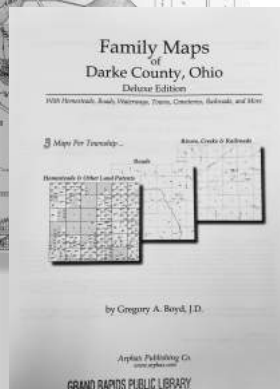 Family Maps
of
Darke County, Ohio
Deluxe Edition
With Homesteads, Roads, Waterways, Towns, Cemeteries, Railroads, and More
3 Maps Per Township...
Rivers, Creeks & Railroads
Roads
Homesteads & Other Land Patents
by Gregory A. Boyd, J.D.
Arphax Publishing Co.
www.arphax.com
GRAND RAPIDS PUBLIC LIBRARY